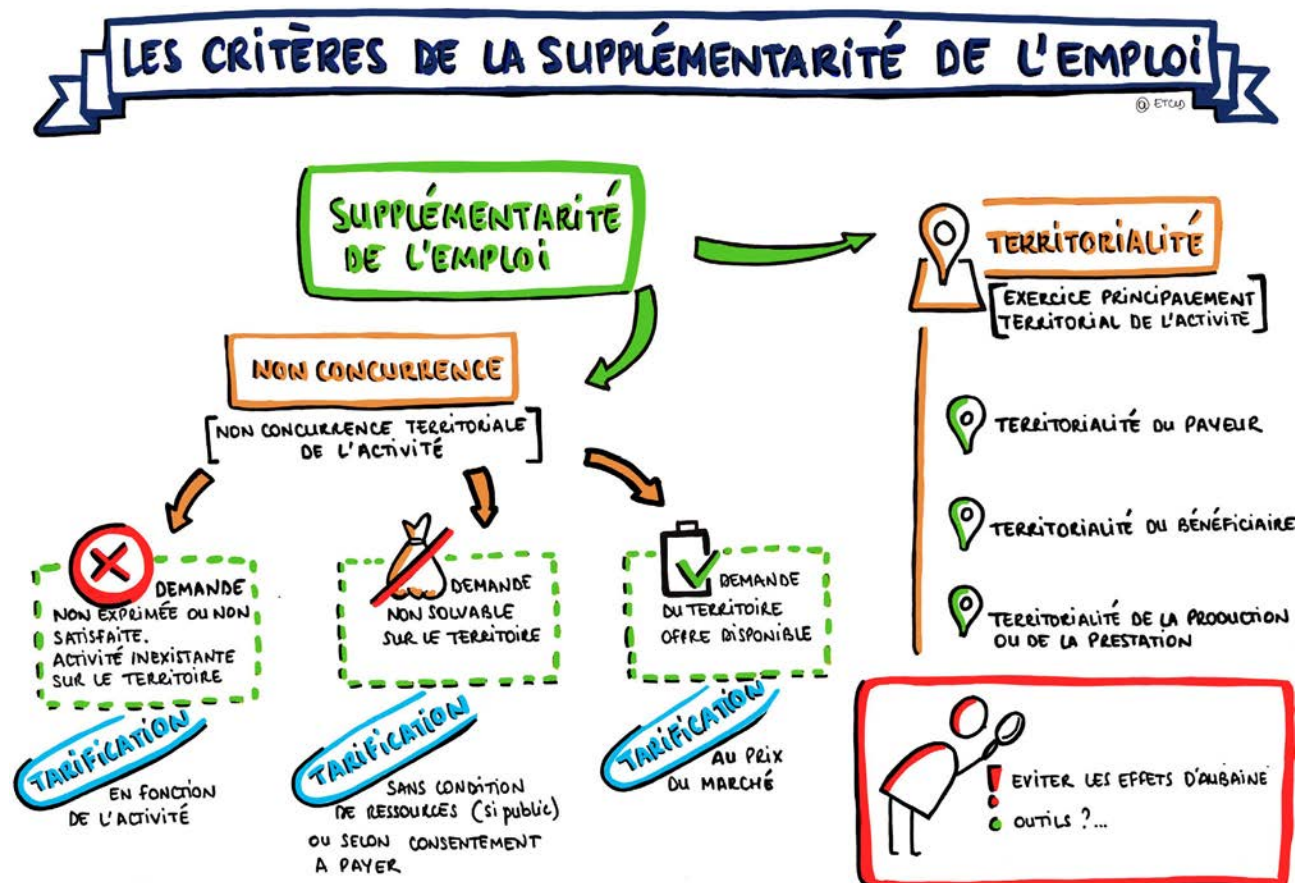 LES CRITÈRES DE LA SUPPLÉMENTARITÉ DE L'EMPLOI
@ ETCLD
SUPPLÉMENTARITÉ
DE L'EMPLOI
NON CONCURRENCE
[NON CONCURRENCE TERRITORIALE
DE L'ACTIVITÉ]
DEMANDE
NON EXPRIMÉE OU NON
SATISFAITE.
ACTIVITÉ INEXISTANTE
SUR LE TERRITOIRE
TARIFICATION
EN FONCTION
DE L'ACTIVITÉ
DEMANDE
NON SOLVABLE
SUR LE TERRITOIRE
TARIFICATION
SANS CONDITION
DE RESSOURCES (si public)
OU SELON CONSENTEMENT
A PAYER
DEMANDE
DU TERRITOIRE
OFFRE DISPONIBLE
TARIFICATION
AU PRIX
DU MARCHÉ
TERRITORIALITÉ
[EXERCICE PRINCIPALEMENT
TERRITORIAL DE L'ACTIVITÉ]
TERRITORIALITÉ DU PAYEUR
TERRITORIALITÉ DU BÉNÉFICIAIRE
TERRITORIALITÉ DE LA PRODUCTION
OU DE LA PRESTATION
! EVITER LES EFFETS D'AUBAINE
OUTILS ?...